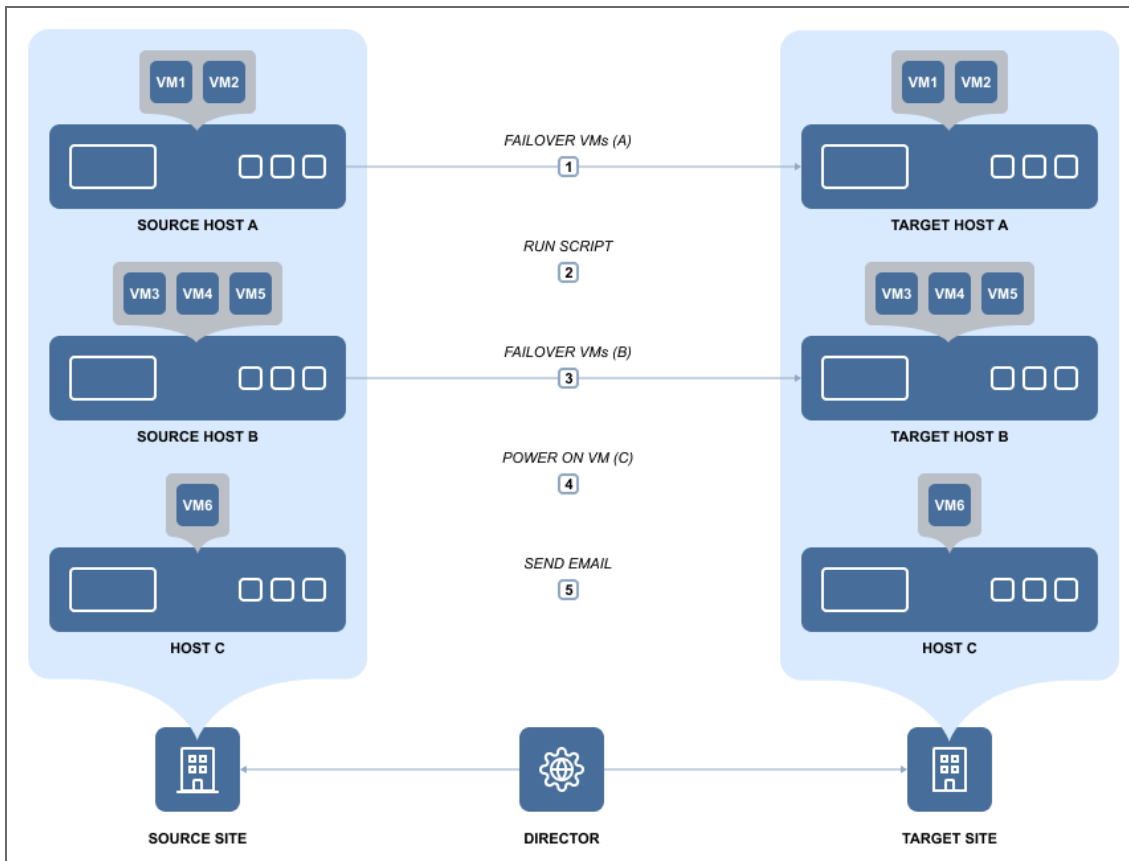 VM1 VM2
VM1 VM2
FAILOVER VMs (A)
1
SOURCE HOST A
TARGET HOST A
RUN SCRIPT
2
VM3 VM4 VM5
VM3 VM4 VM5
FAILOVER VMs (B)
3
SOURCE HOST B
TARGET HOST B
POWER ON VM (C)
4
VM6
VM6
SEND EMAIL
5
HOST C
HOST C
SOURCE SITE
DIRECTOR
TARGET SITE